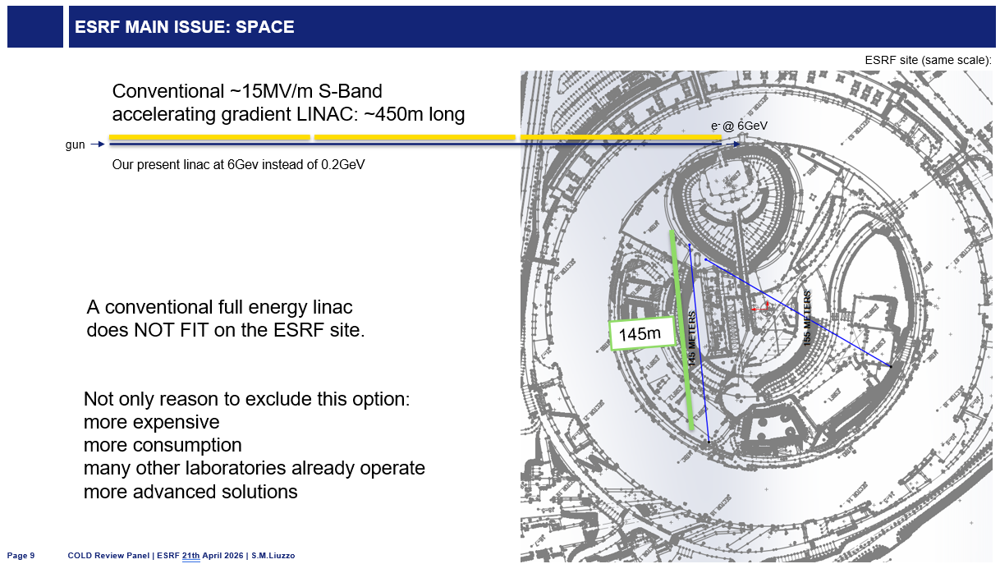 ESRF MAIN ISSUE: SPACE
ESRF site (same scale):
Conventional ~15MV/m S-Band
accelerating gradient LINAC: ~450m long
e- @ 6GeV
gun
Our present linac at 6Gev instead of 0.2GeV
145m
145 METERS
155 METERS
A conventional full energy linac
does NOT FIT on the ESRF site.
Not only reason to exclude this option:
more expensive
more consumption
many other laboratories already operate
more advanced solutions
Page 9
COLD Review Panel | ESRF 21th April 2026 | S.M.Liuzzo